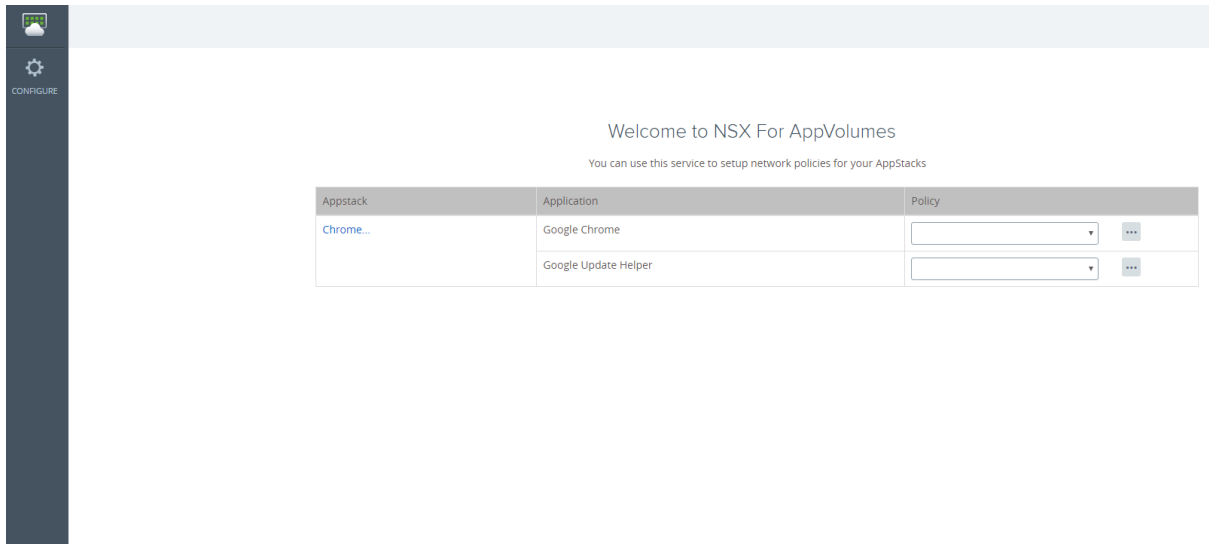 CONFIGURE
Welcome to NSX For AppVolumes
You can use this service to setup network policies for your AppStacks
Appstack Application Policy
Chrome... Google Chrome
Google Update Helper